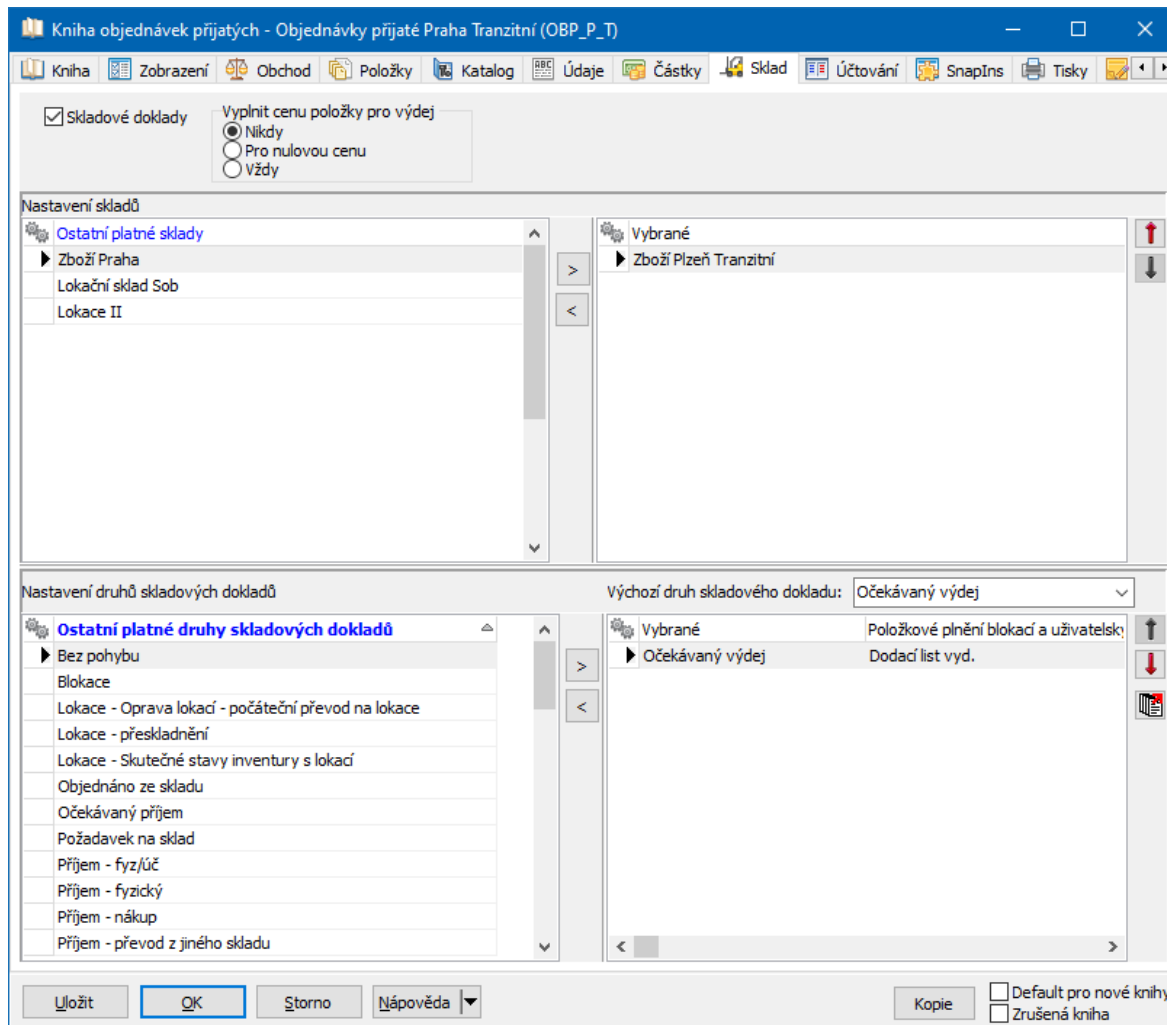 Kniha objednávek přijatých - Objednávky přijaté Praha Tranzitní (OBP_P_T)
Kniha Zobrazení Obchod Položky Katalog Údaje Částky Sklad Účtování SnapIns Tisky
Skladové doklady
Vyplnit cenu položky pro výdej
Nikdy
Pro nulovou cenu
Vždy
Nastavení skladů
Ostatní platné sklady
Zboží Praha
Lokační sklad Sob
Lokace II
>
<
Vybrané
Zboží Plzeň Tranzitní
Nastavení druhů skladových dokladů
Výchozí druh skladového dokladu: Očekávaný výdej
Ostatní platné druhy skladových dokladů
Bez pohybu
Blokace
Lokace - Oprava lokací - počáteční převod na lokace
Lokace - přeskladnění
Lokace - Skutečné stavy inventury s lokací
Objednáno ze skladu
Očekávaný příjem
Požadavek na sklad
Příjem - fyz/úč
Příjem - fyzický
Příjem - nákup
Příjem - převod z jiného skladu
>
<
Vybrané Položkové plnění blokací a uživatelsky
Očekávaný výdej Dodací list vyd.
Uložit OK Storno Nápověda Kopie
Default pro nové knihy
Zrušená kniha